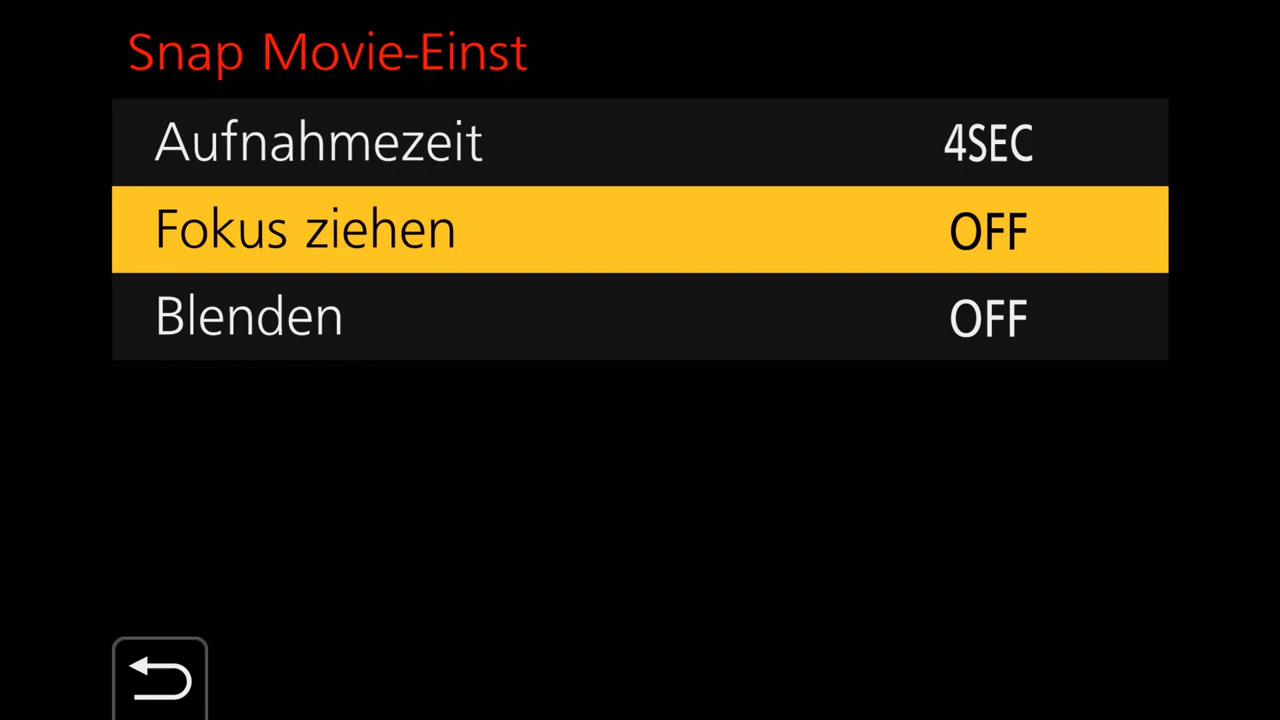 Snap Movie-Einst
Aufnahmezeit 4SEC
Fokus ziehen OFF
Blenden OFF